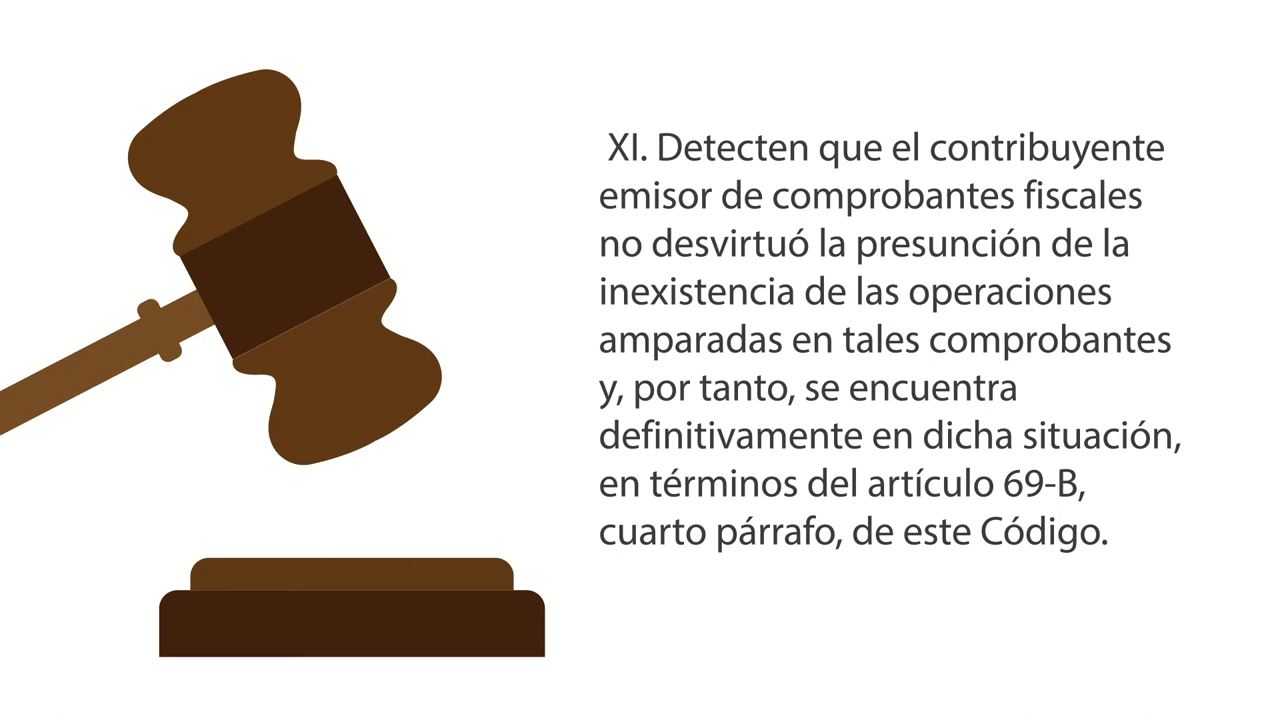 XI. Detecten que el contribuyente
emisor de comprobantes fiscales
no desvirtuó la presunción de la
inexistencia de las operaciones
amparadas en tales comprobantes
y, por tanto, se encuentra
definitivamente en dicha situación,
en términos del artículo 69-B,
cuarto párrafo, de este Código.